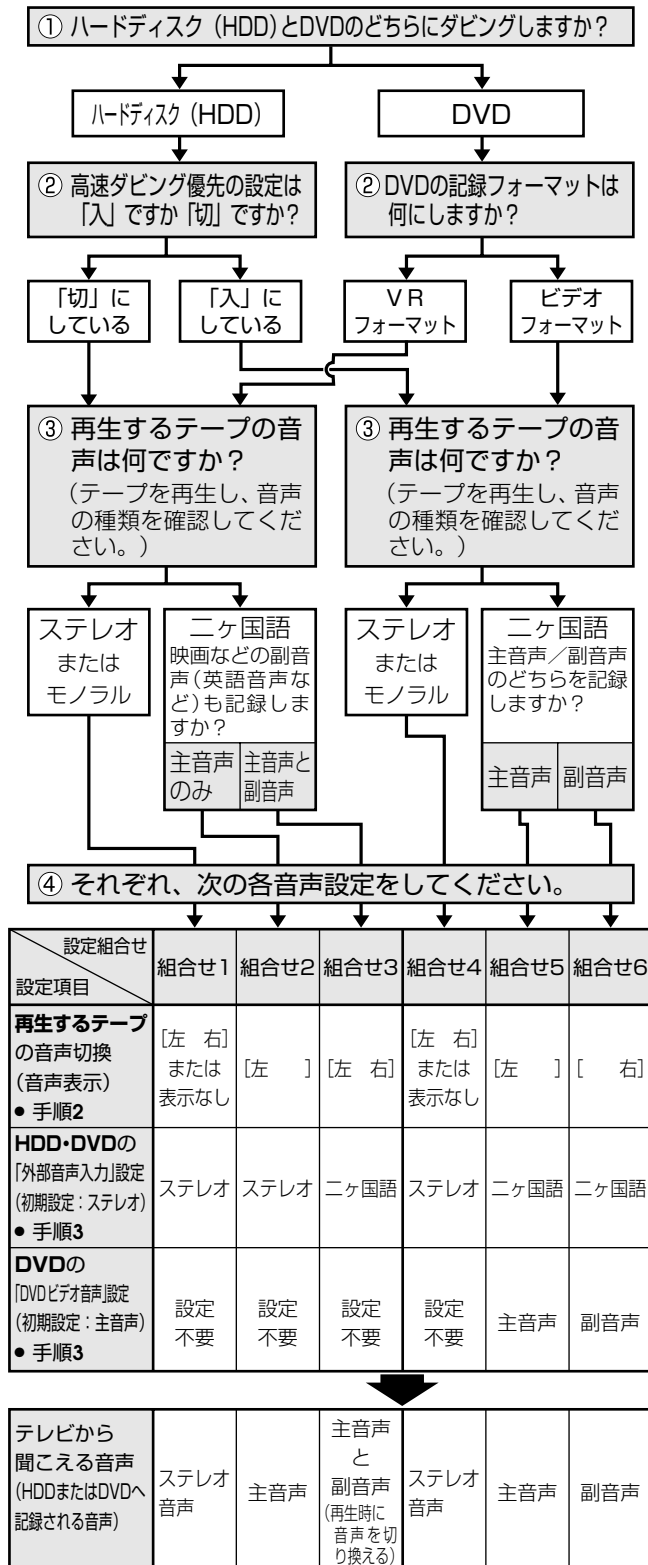 ① ハードディスク（HDD）とDVDのどちらにダビングしますか？
ハードディスク（HDD）
DVD
② 高速ダビング優先の設定は
「入」ですか「切」ですか？
② DVDの記録フォーマットは
何にしますか？
「切」に
している
「入」に
している
ＶＲ
フォーマット
ビデオ
フォーマット
③ 再生するテープの音
声は何ですか？
（テープを再生し、音声
の種類を確認してくだ
さい。）
③ 再生するテープの音
声は何ですか？
（テープを再生し、音声
の種類を確認してくだ
さい。）
ステレオ
または
モノラル
二ヶ国語
映画などの副音
声（英語音声な
ど）も記録しま
すか？
主音声
のみ
主音声と
副音声
ステレオ
または
モノラル
二ヶ国語
主音声／副音声
のどちらを記録
しますか？
主音声
副音声
④ それぞれ、次の各音声設定をしてください。
設定組合せ
設定項目
組合せ1 組合せ2 組合せ3 組合せ4 組合せ5 組合せ6
再生するテープ
の音声切換
（音声表示）
● 手順2
［左　右］
または
表示なし
［左　　］
［左　右］
［左　右］
または
表示なし
［左　　］
［　　右］
HDD・DVDの
「外部音声入力」設定
（初期設定：ステレオ）
● 手順3
ステレオ ステレオ 二ヶ国語 ステレオ 二ヶ国語 二ヶ国語
DVDの
「DVDビデオ音声」設定
（初期設定：主音声）
● 手順3
設定
不要
設定
不要
設定
不要
設定
不要
主音声
副音声
テレビから
聞こえる音声
（HDDまたはDVDへ
記録される音声）
ステレオ
音声
主音声
主音声
と
副音声
（再生時に
音声を切
り換える）
ステレオ
音声
主音声
副音声